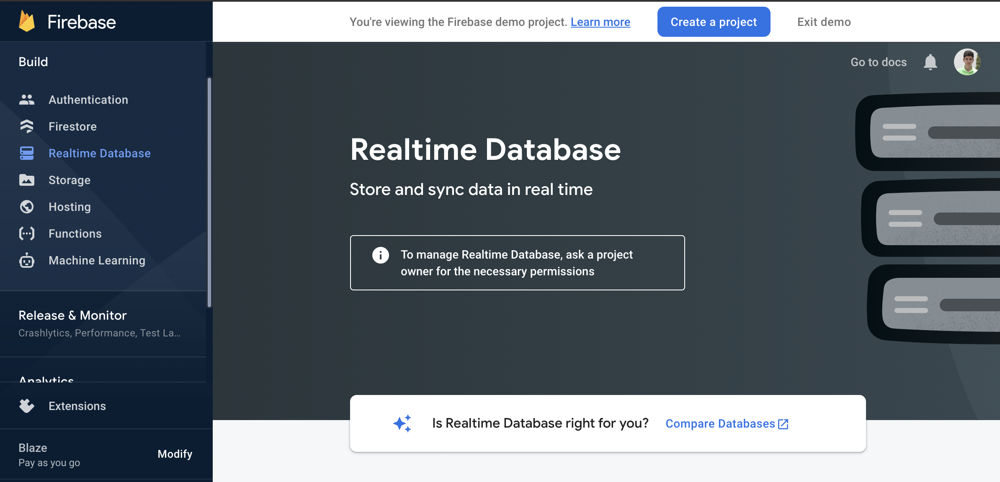 Firebase
You're viewing the Firebase demo project. Learn more
Create a project
Exit demo
Build
Authentication
Firestore
Realtime Database
Storage
Hosting
Functions
Machine Learning
Release & Monitor
Crashlytics, Performance, Test La...
Analytics
Extensions
Blaze
Pay as you go
Modify
Go to docs
Realtime Database
Store and sync data in real time
To manage Realtime Database, ask a project
owner for the necessary permissions
Is Realtime Database right for you? Compare Databases